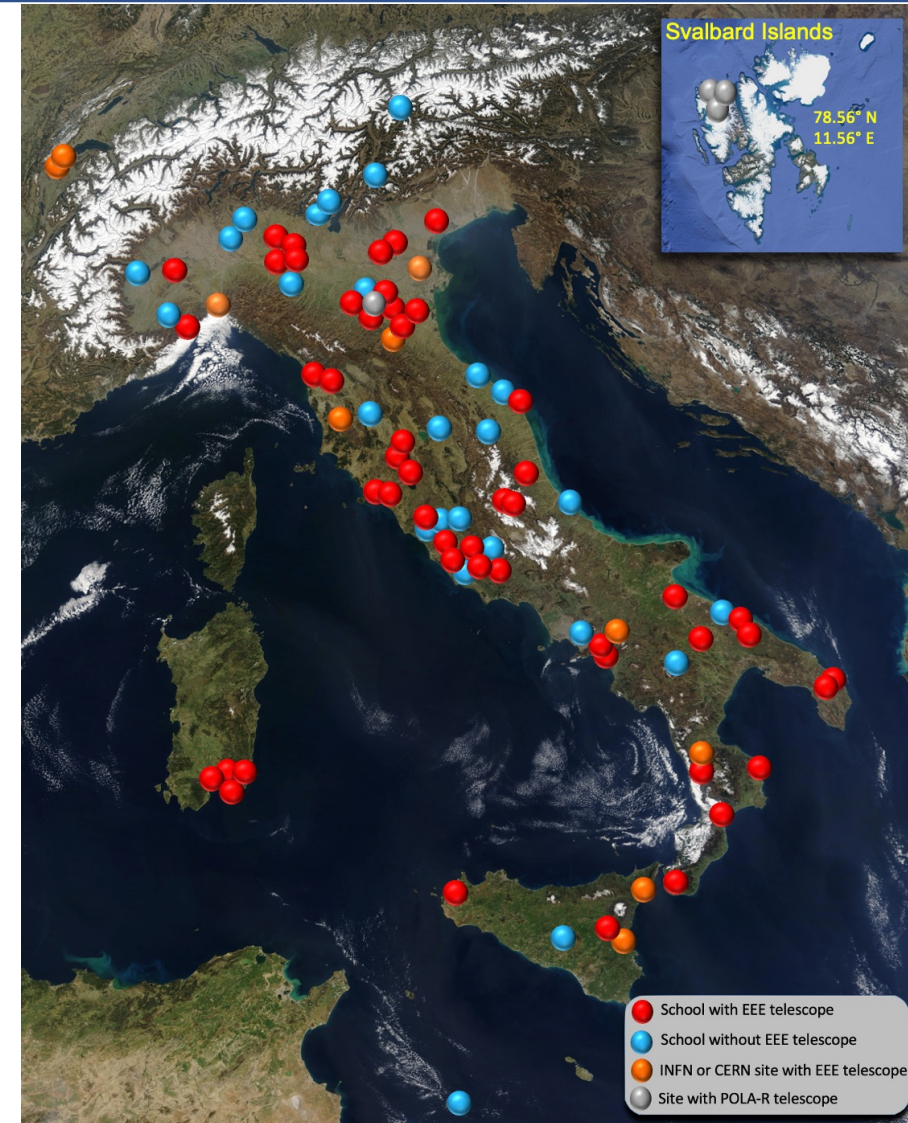 Svalbard Islands
78.56° N
11.56° E
School with EEE telescope
School without EEE telescope
INFN or CERN site with EEE telescope
Site with POLA-R telescope